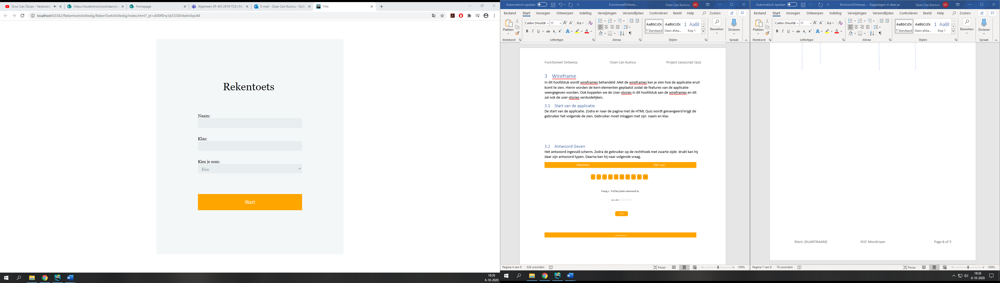 Onur Can Özcan - Yaramızda
https://studentrocmondriaan.sha
Homepage
Algemeen (IF-AO-2019-T2J) | Mi
E-mail - Ozan Can Kumcu - Outl
Title
localhost:63342/RekentoetsVolledig/RekenToetsVolledig/index.html?_ijt=di00f0rq1jk5330lr4e4n0qo44
Rekentoets
Naam:
Klas:
Kies je som:
Kies
Start
18:26
6-10-2020
Automatisch opslaan
FunctioneelOntwer...
Ozan Can Kumcu
OC
Bestand Start Invoegen Ontwerpen Indeling Verwijzingen Verzendlijsten Controleren Beeld Help Zoeken
Plakken
Calibri (Hoofdt 11
AaBbCcDc AaBbCcDc 1 AaBb
¶ Standaard Geen afsta... Kop 1
Bewerken
Dicteren
Klembord Lettertype Alinea Stijlen Spraak
Functioneel Ontwerp Ozan Can Kumcu Project Javascript Quiz
3 Wireframe
In dit hoofdstuk wordt wireframes behandeld .Met de wireframes kan je zien hoe de applicatie eruit
komt te zien. Hierin worden de kern elementen geplaatst zodat de features van de applicatie
weergegeven worden. Ook koppelen we de User-stories in dit hoofdstuk aan de wireframes en dit
zal ook de user-stories verduidelijken.
3.1 Start van de applicatie
De start van de applicatie. Zodra er naar de pagina met de HTML Quiz wordt genavigeerd krijgt de
gebruiker het volgende de zien. Gebruiker moet inloggen met zijn  naam en klas
3.2 Antwoord Geven
Het antwoord ingevuld scherm. Zodra de gebruiker op de rechthoek met zwarte zijde  drukt kan hij
daar zijn antwoord typen. Daarna kan hij naar volgende vraag.
Rekentoets Tijd= 9:57
Vraag 1 : Vul het juiste antwoord in.
Pagina 4 van 9 526 woorden
Focus
100%
Automatisch opslaan
TechnischOntwerp - Opgeslagen in deze pc
Ozan Can Kumcu
OC
Bestand Start Invoegen Ontwerpen Indeling Verwijzingen Verzendlijsten Controleren Beeld Help Zoeken
Plakken
Calibri (Hoofdt 11
AaBbCcDc AaBbCcDc 1 AaBb
¶ Standaard Geen afsta... Kop 1
Bewerken
Dicteren
Klembord Lettertype Alinea Stijlen Spraak
Klant: [KLANTNAAM] ROC Mondriaan Page 6 of 7
Pagina 7 van 8 76 woorden
Focus
100%
18:26
6-10-2020